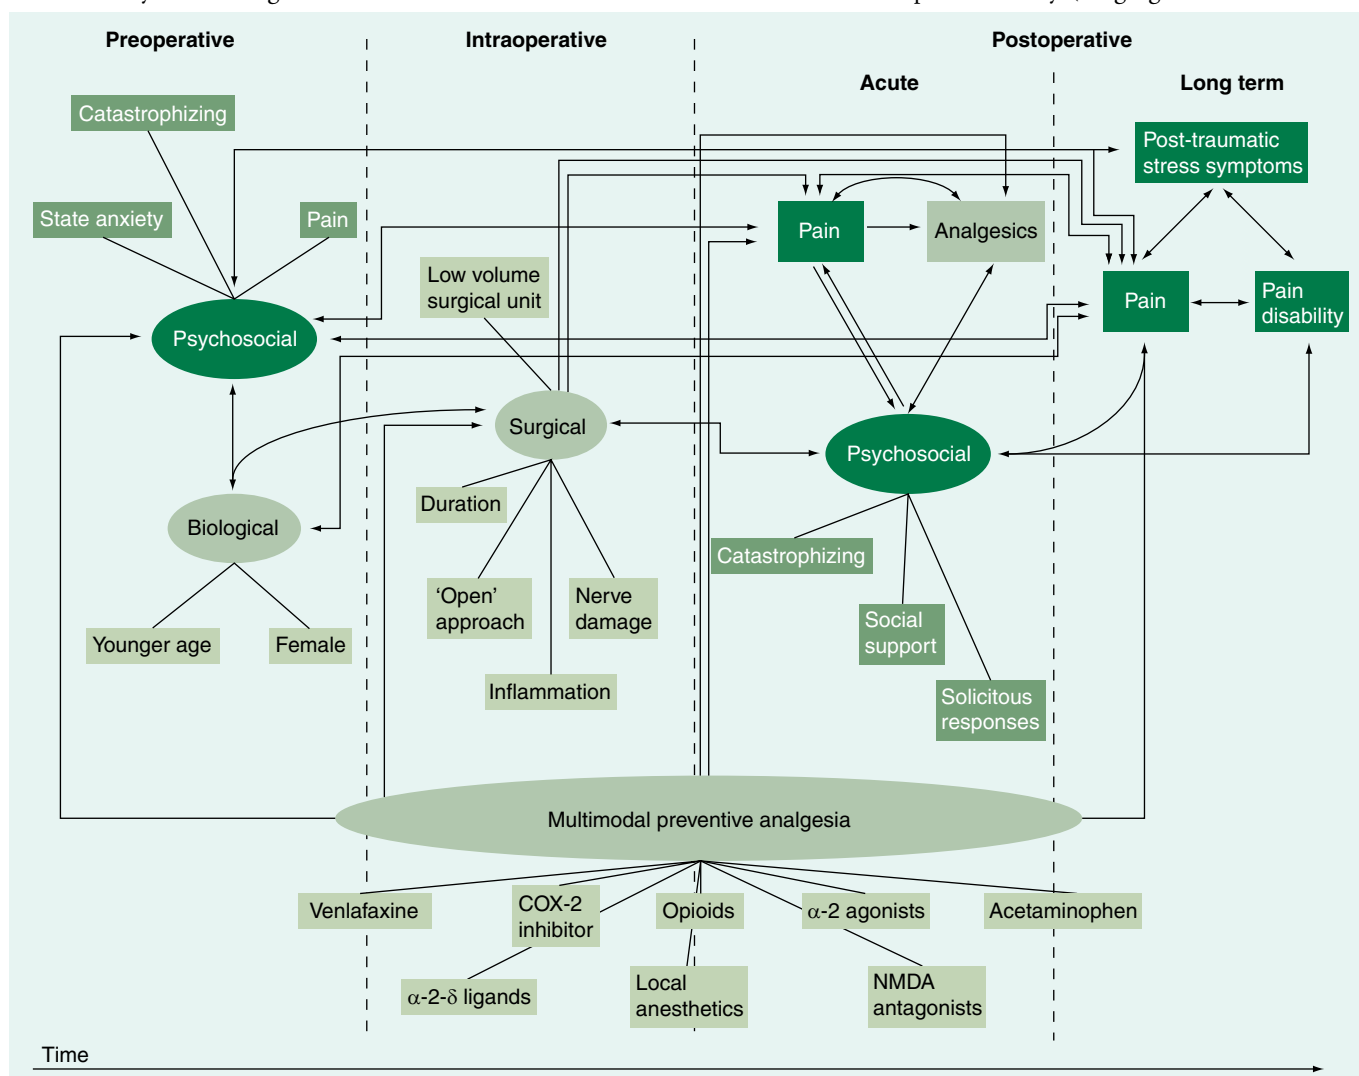 Preoperative
Intraoperative
Postoperative
Acute
Long term
Catastrophizing
State anxiety
Pain
Psychosocial
Biological
Younger age
Female
Low volume
surgical unit
Surgical
Duration
‘Open’
approach
Nerve
damage
Inflammation
Pain
Analgesics
Psychosocial
Catastrophizing
Social
support
Solicitous
responses
Post-traumatic
stress symptoms
Pain
Pain
disability
Multimodal preventive analgesia
Venlafaxine
COX-2
inhibitor
Opioids
α-2 agonists
Acetaminophen
α-2-δ ligands
Local
anesthetics
NMDA
antagonists
Time